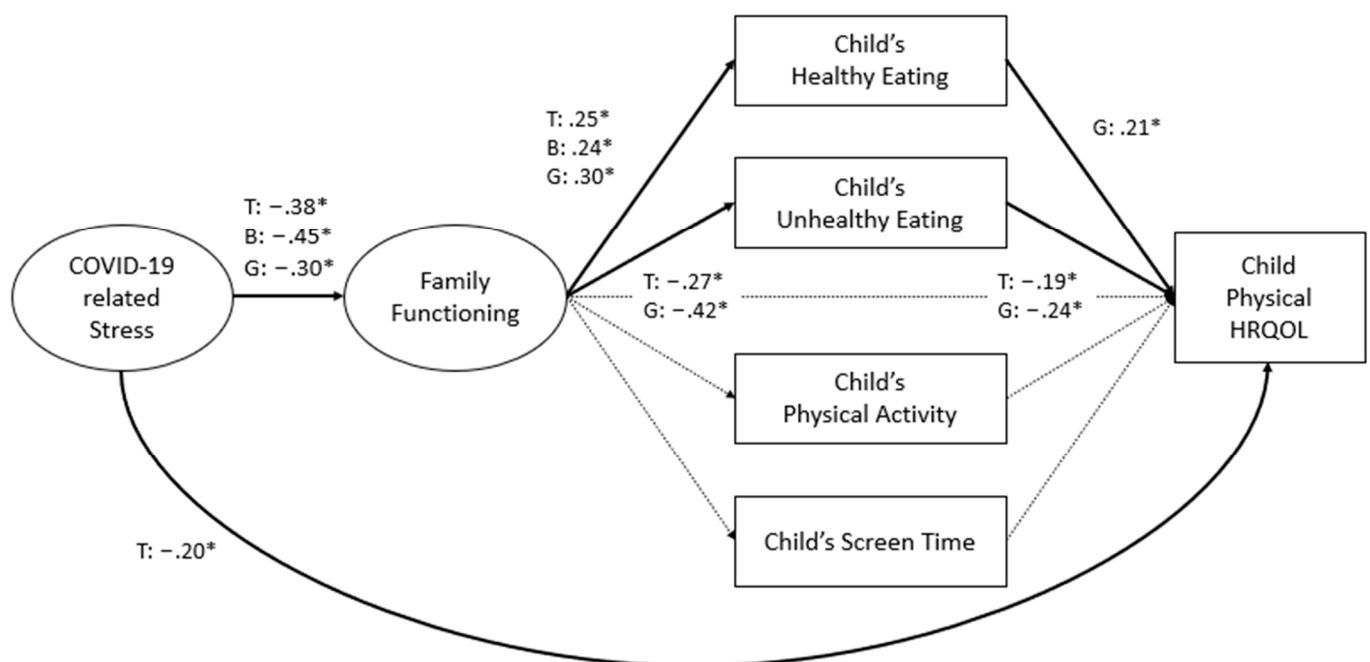 COVID-19
related
Stress
T: −.38*
B: −.45*
G: −.30*
Family
Functioning
T: .25*
B: .24*
G: .30*
Child’s
Healthy Eating
G: .21*
Child’s
Unhealthy Eating
T: −.27*
G: −.42*
T: −.19*
G: −.24*
Child’s
Physical Activity
Child’s Screen Time
Child
Physical
HRQOL
T: −.20*